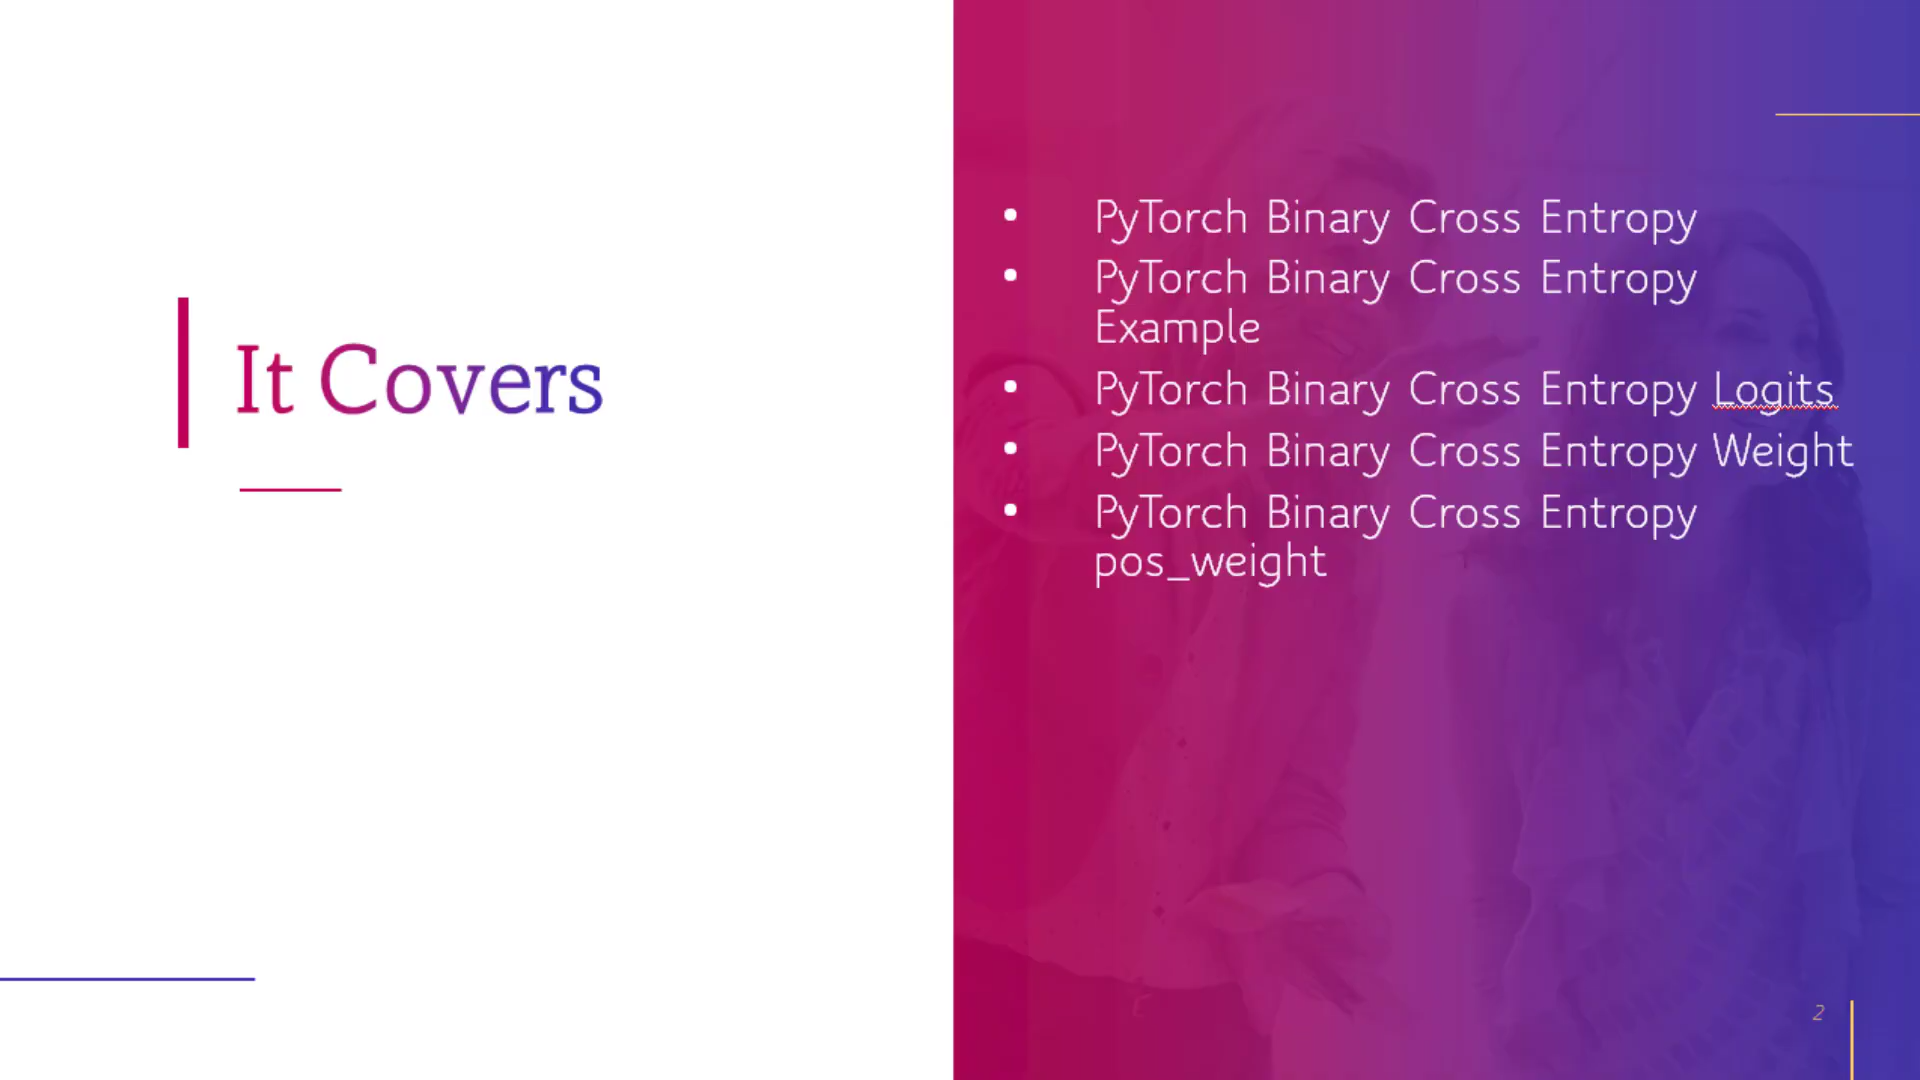 It Covers
• PyTorch Binary Cross Entropy
• PyTorch Binary Cross Entropy
Example
• PyTorch Binary Cross Entropy Logits
• PyTorch Binary Cross Entropy Weight
• PyTorch Binary Cross Entropy
pos_weight
2